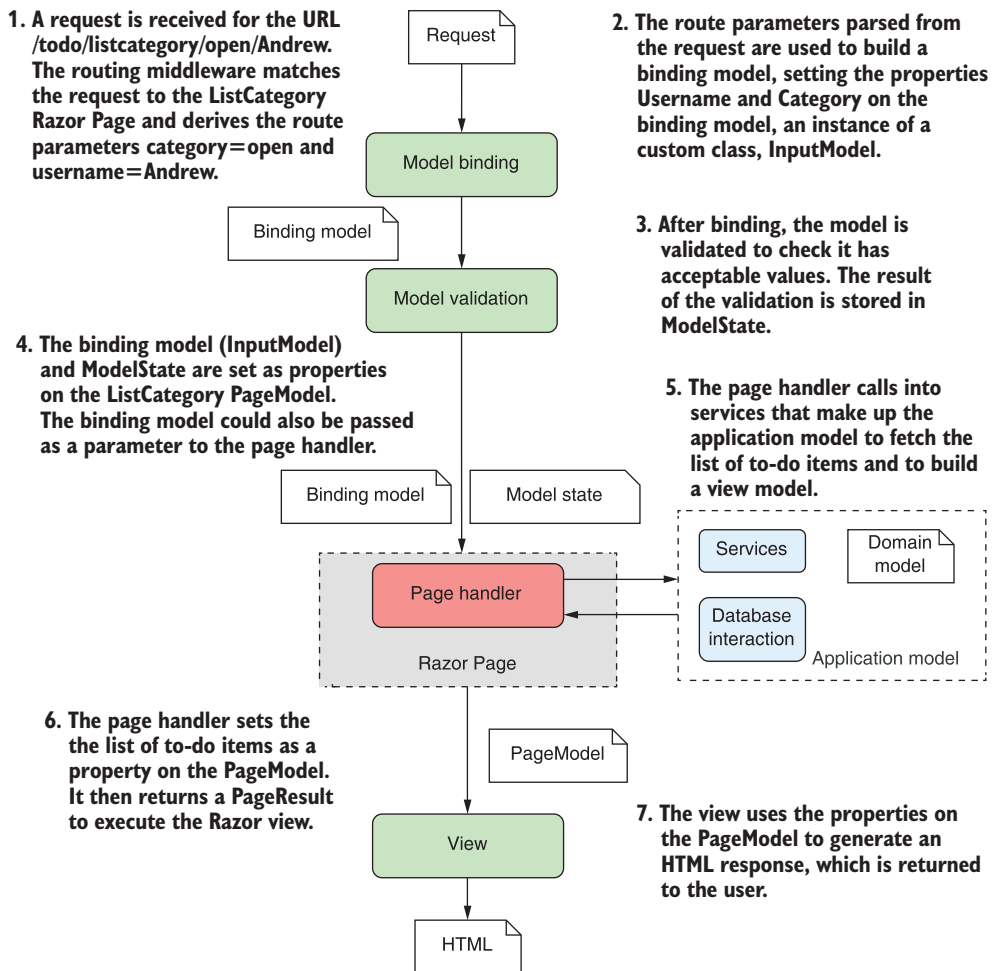 1. A request is received for the URL
/todo/listcategory/open/Andrew.
The routing middleware matches
the request to the ListCategory
Razor Page and derives the route
parameters category=open and
username=Andrew.
Request
2. The route parameters parsed from
the request are used to build a
binding model, setting the properties
Username and Category on the
binding model, an instance of a
custom class, InputModel.
Model binding
Binding model
3. After binding, the model is
validated to check it has
acceptable values. The result
of the validation is stored in
ModelState.
Model validation
4. The binding model (InputModel)
and ModelState are set as properties
on the ListCategory PageModel.
The binding model could also be passed
as a parameter to the page handler.
5. The page handler calls into
services that make up the
application model to fetch the
list of to-do items and to build
a view model.
Binding model
Model state
Services
Domain
model
Page handler
Database
interaction
Razor Page
Application model
6. The page handler sets the
the list of to-do items as a
property on the PageModel.
It then returns a PageResult
to execute the Razor view.
PageModel
7. The view uses the properties on
the PageModel to generate an
HTML response, which is returned
to the user.
View
HTML